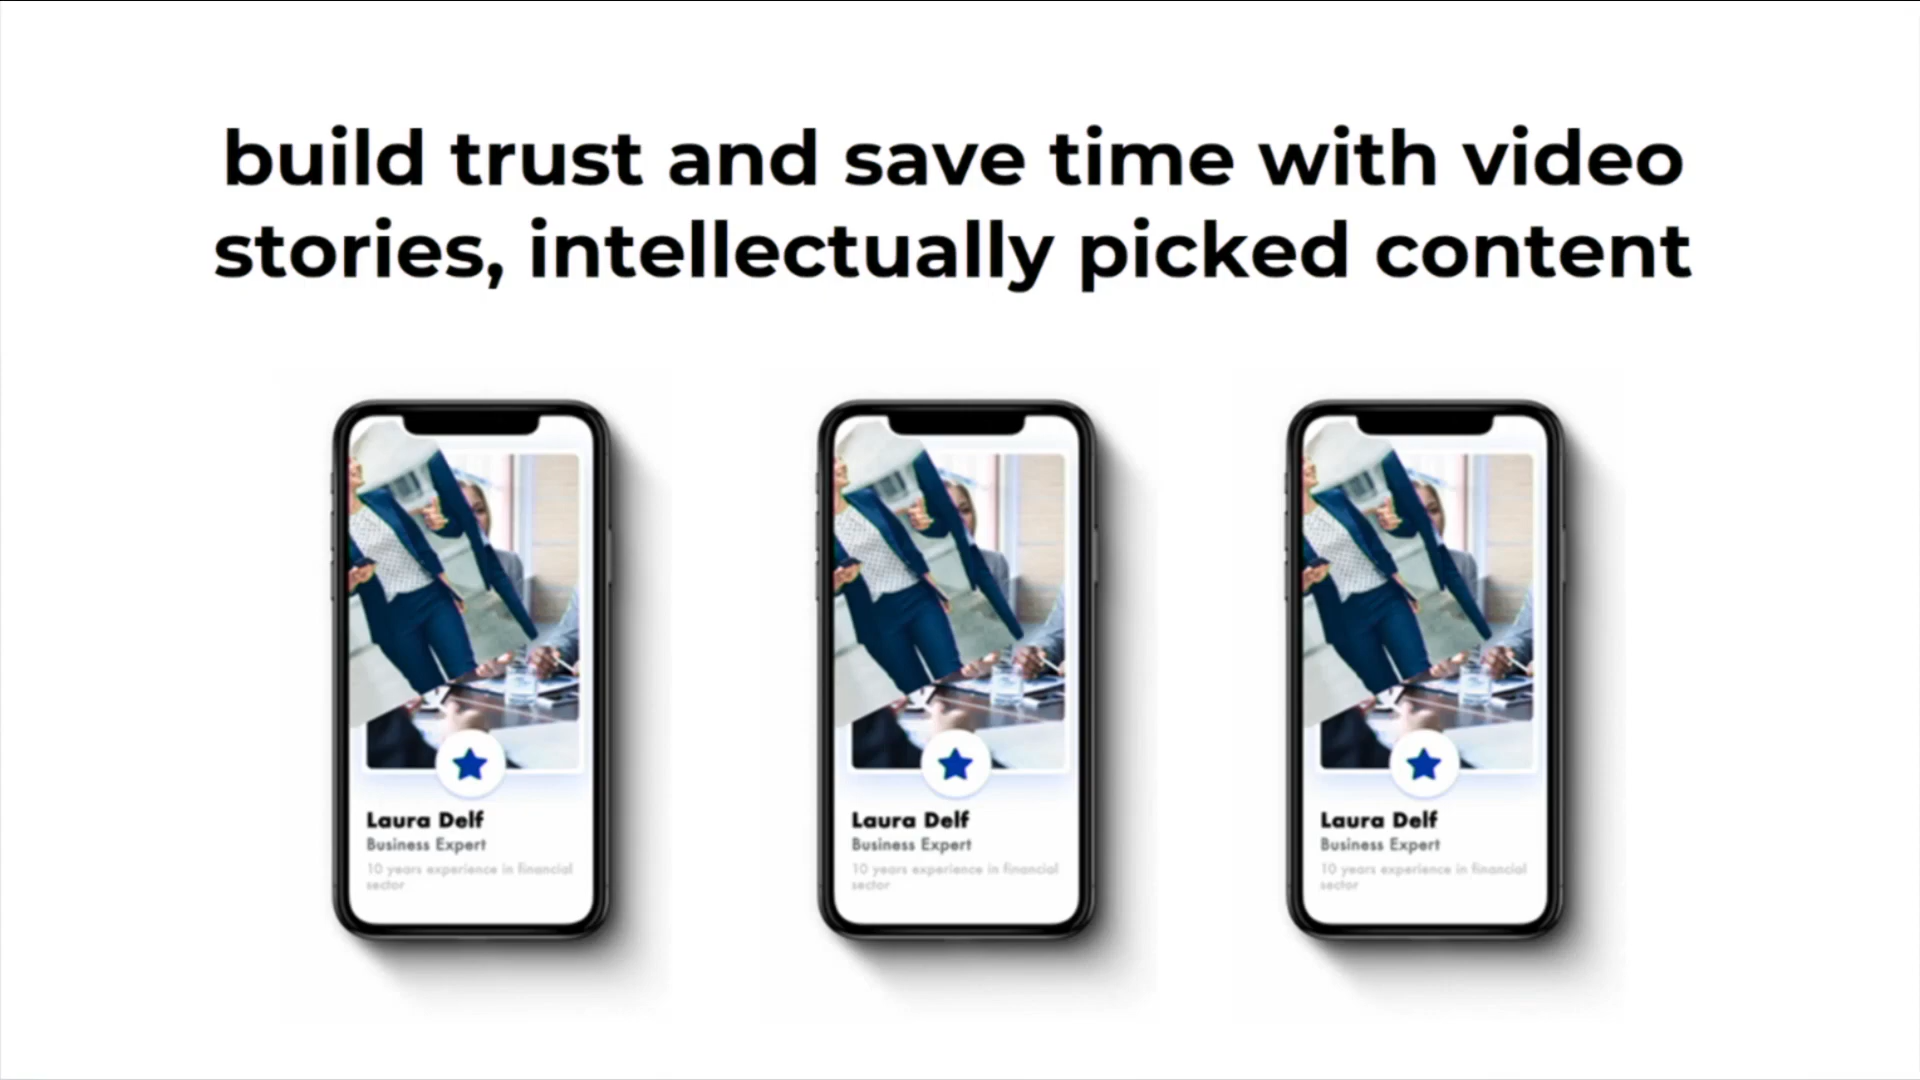 build trust and save time with video
stories, intellectually picked content
Laura Delf
Business Expert
10 years experience in financial
sector
Laura Delf
Business Expert
10 years experience in financial
sector
Laura Delf
Business Expert
10 years experience in financial
sector